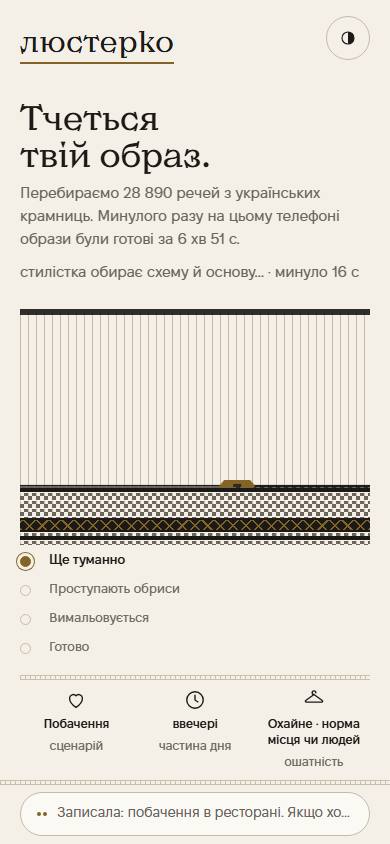 люстерко
Тчеться
твій образ.
Перебираємо 28 890 речей з українських
крамниць. Минулого разу на цьому телефоні
образи були готові за 6 хв 51 с.
стилістка обирає схему й основу... · минуло 16 с
Ще туманно
Проступають обриси
Вимальовується
Готово
Побачення
сценарій
ввечері
частина дня
Охайне · норма
місця чи людей
ошатність
Записала: побачення в ресторані. Якщо хо...